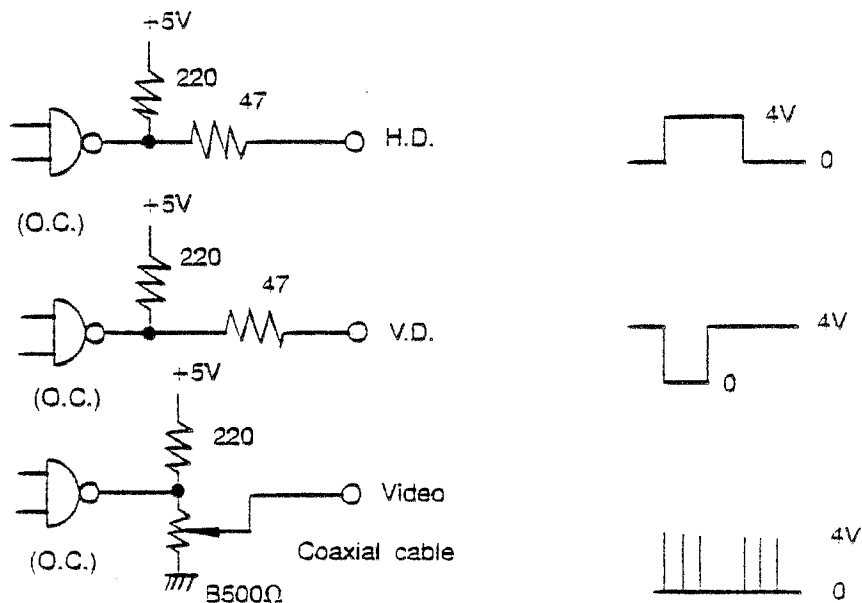 +5V
220
47
H.D.
4V
0
(O.C.)
+5V
220
47
V.D.
4V
0
(O.C.)
+5V
220
Video
Coaxial cable
4V
(O.C.)
B500Ω
0